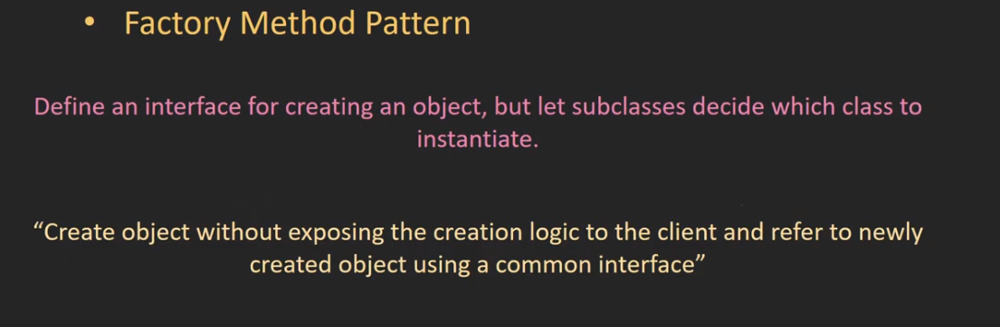 • Factory Method Pattern
Define an interface for creating an object, but let subclasses decide which class to
instantiate.
“Create object without exposing the creation logic to the client and refer to newly
created object using a common interface”